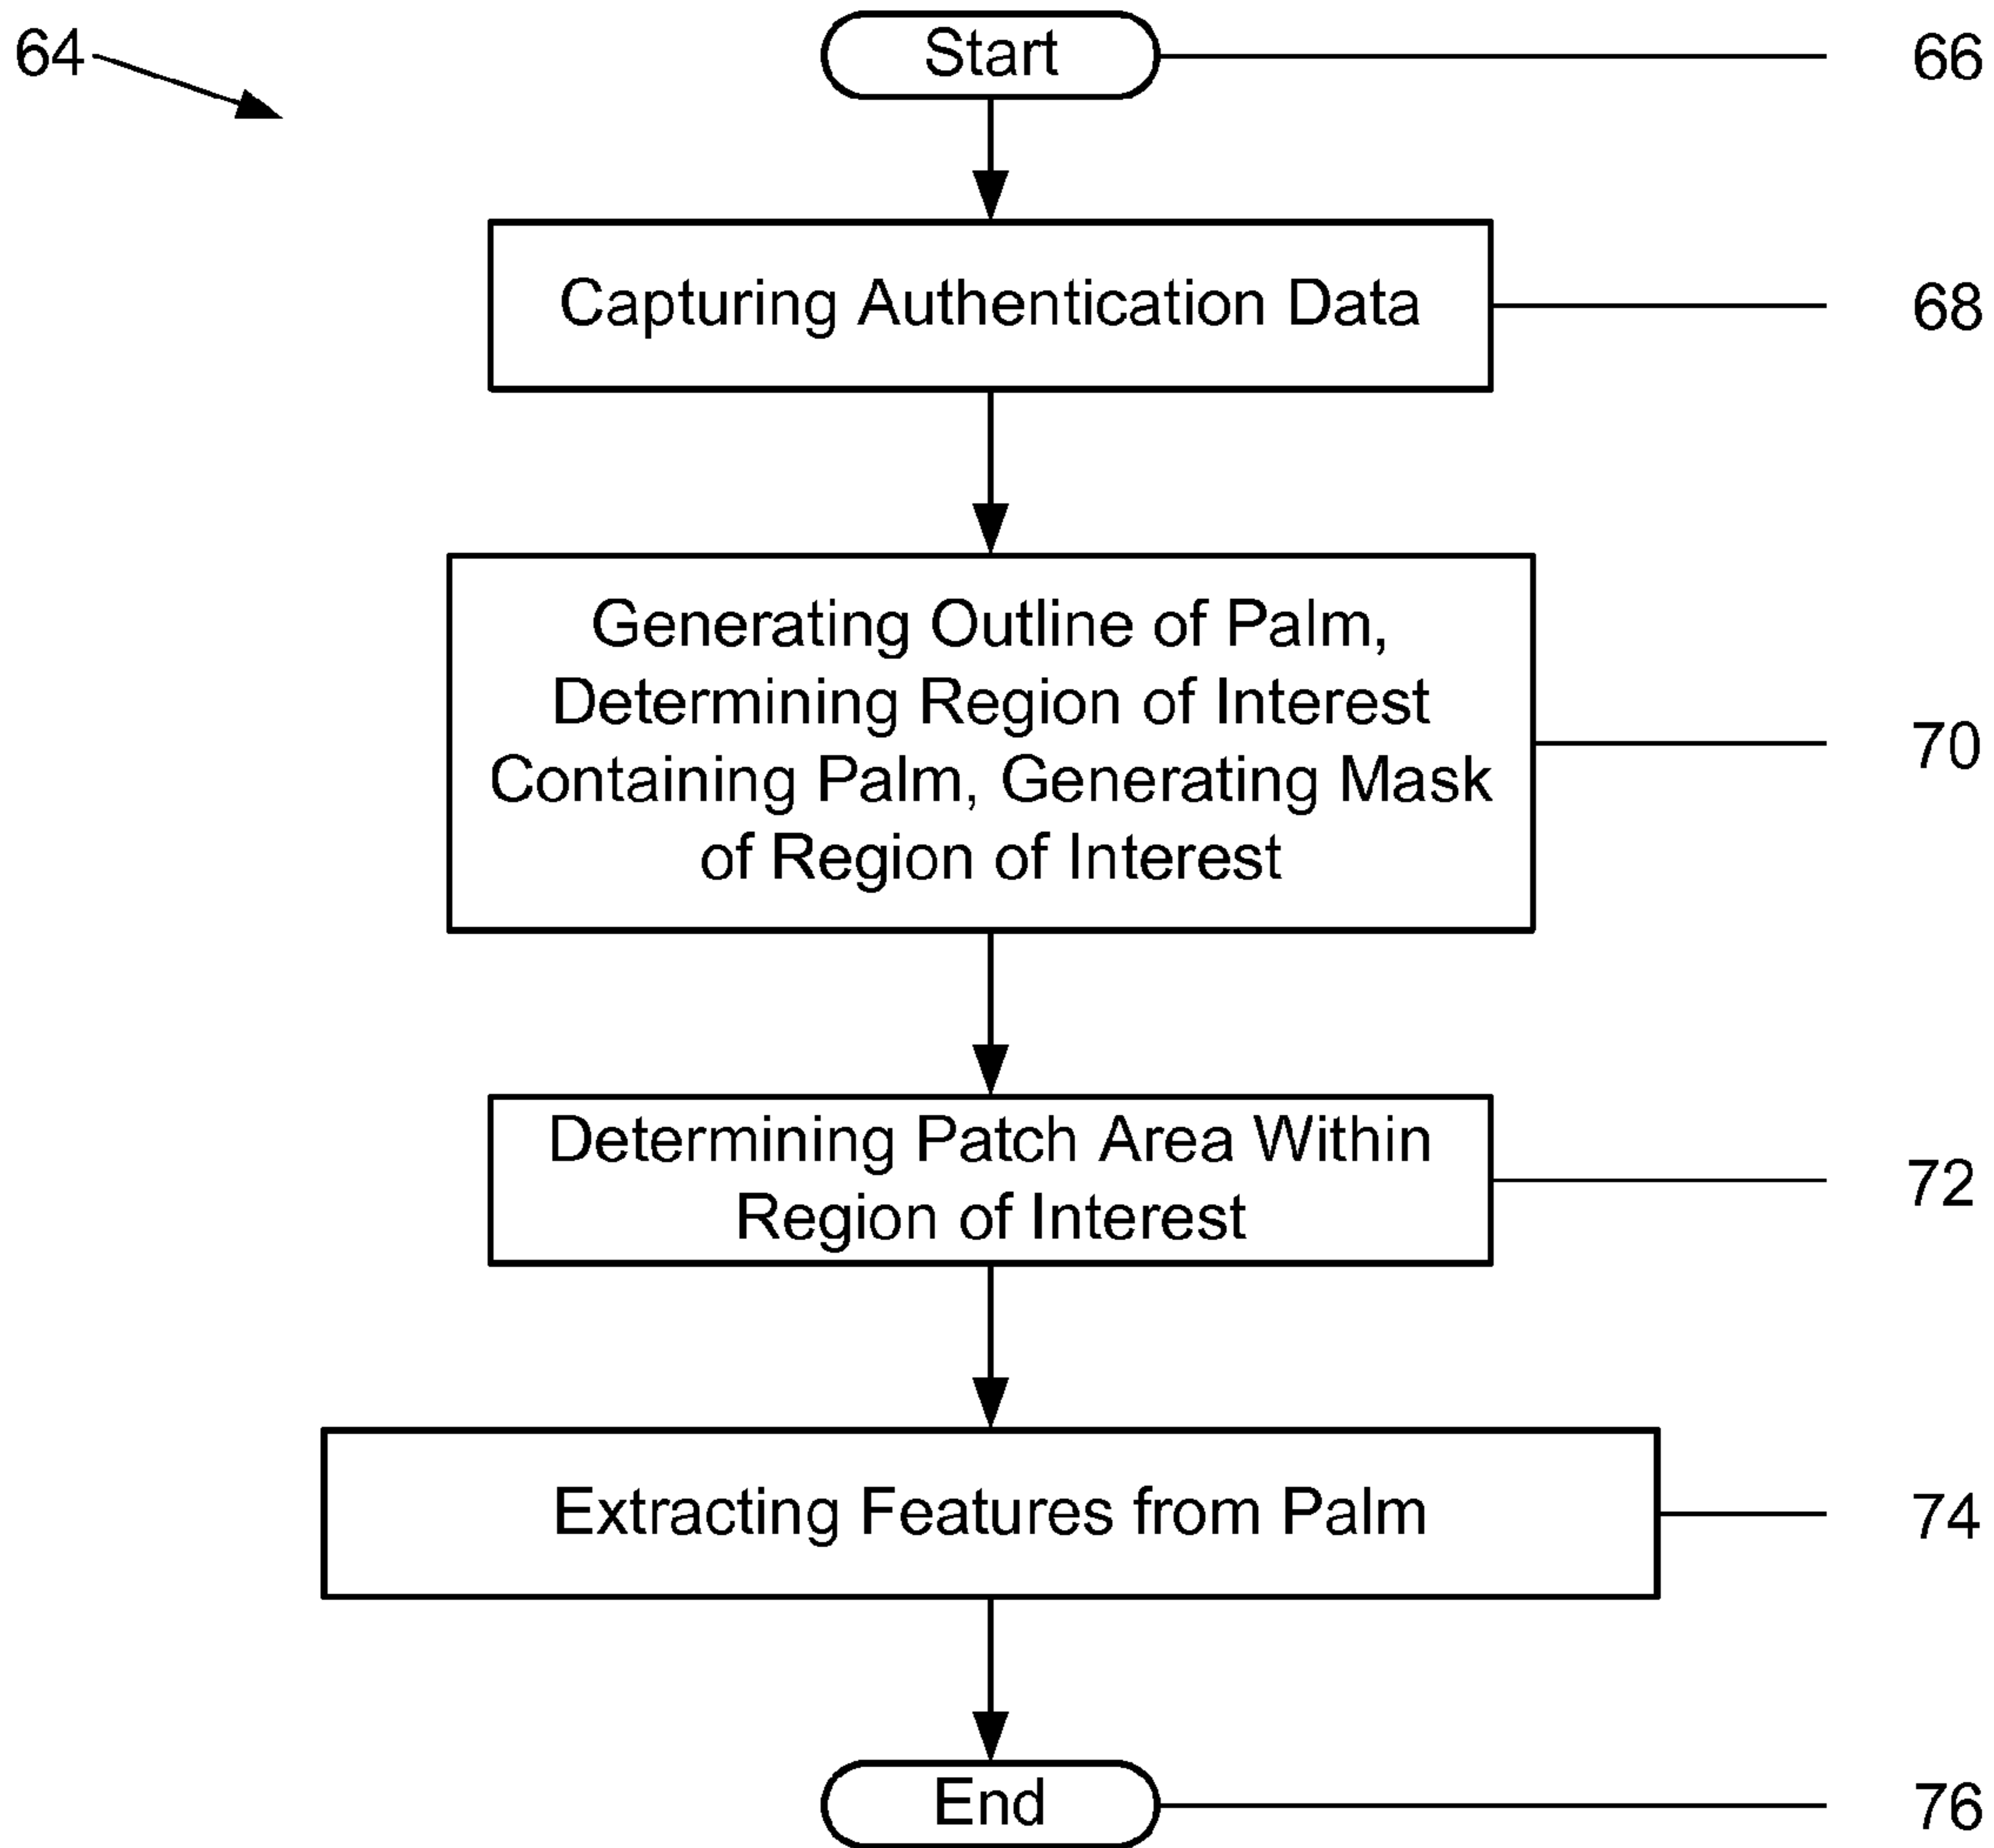 64
Start
66
Capturing Authentication Data
68
Generating Outline of Palm,
Determining Region of Interest
Containing Palm, Generating Mask
of Region of Interest
70
Determining Patch Area Within
Region of Interest
72
Extracting Features from Palm
74
End
76